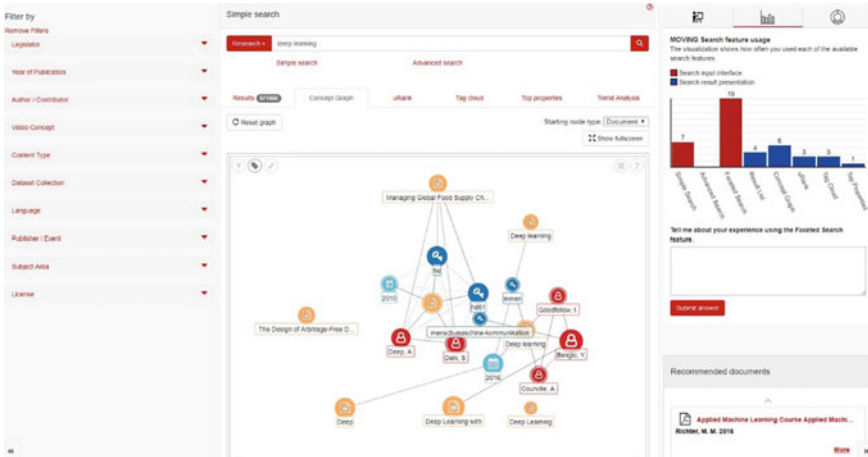 Filter by
Remove Filters
Legislator
Year of Publication
Author / Contributor
Video Concept
Content Type
Dataset Collection
Language
Publisher / Event
Subject Area
License
Simple search
Research
deep learning
Simple search
Advanced search
Results
Concept Graph
uRank
Tag cloud
Top properties
Trend Analysis
Reset graph
Starting node type: Document
Show fullscreen
Managing Global Food Supply Ch...
Deep learning
2010
The Design of Arbitrage-Free D...
Goodfellow, I.
Deep, A.
Dani, S.
mensch-maschine-kommunikation
Deep learning
Bengio, Y.
2016
Courville, A.
Deep
Deep Learning with
Deep Learning
MOVING Search feature usage
The visualization shows how often you used each of the available
search features
Search input interface
Search result presentation
7
19
4
6
3
3
1
Simple Search
Advanced Search
Faceted Search
Result List
Concept Graph
uRank
Tag Cloud
Top Properties
Tell me about your experience using the Faceted Search
feature.
Submit answer
Recommended documents
Applied Machine Learning Course Applied Machi...
Richter, M. M. 2016
More